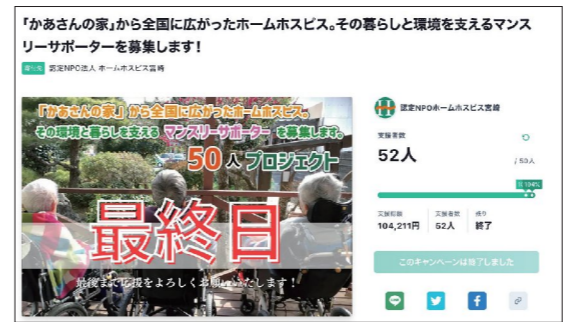 「かあさんの家」から全国に広がったホームホスピス。その暮らしと環境を支えるマンス
リーサポーターを募集します！
認定NPO法人 ホームホスピス宮崎
「かあさんの家」から全国に広がったホームホスピス。
その環境と暮らしを支える マンスリーサポーター を募集します。
50人 プロジェクト
最終日
最後まで応援をよろしくお願いいたします！
認定NPOホームホスピス宮崎
支援者数
52人
/ 50人
104%
支援総額 支援者数 残り
104,211円 52人 終了
このキャンペーンは終了しました